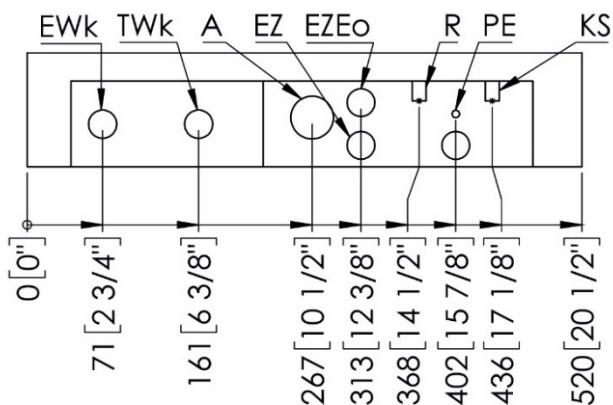 EWk TWk A EZ EZEo R PE KS
0 [0"]
71 [2 3/4"]
161 [6 3/8"]
267 [10 1/2"]
313 [12 3/8"]
368 [14 1/2"]
402 [15 7/8"]
436 [17 1/8"]
520 [20 1/2"]